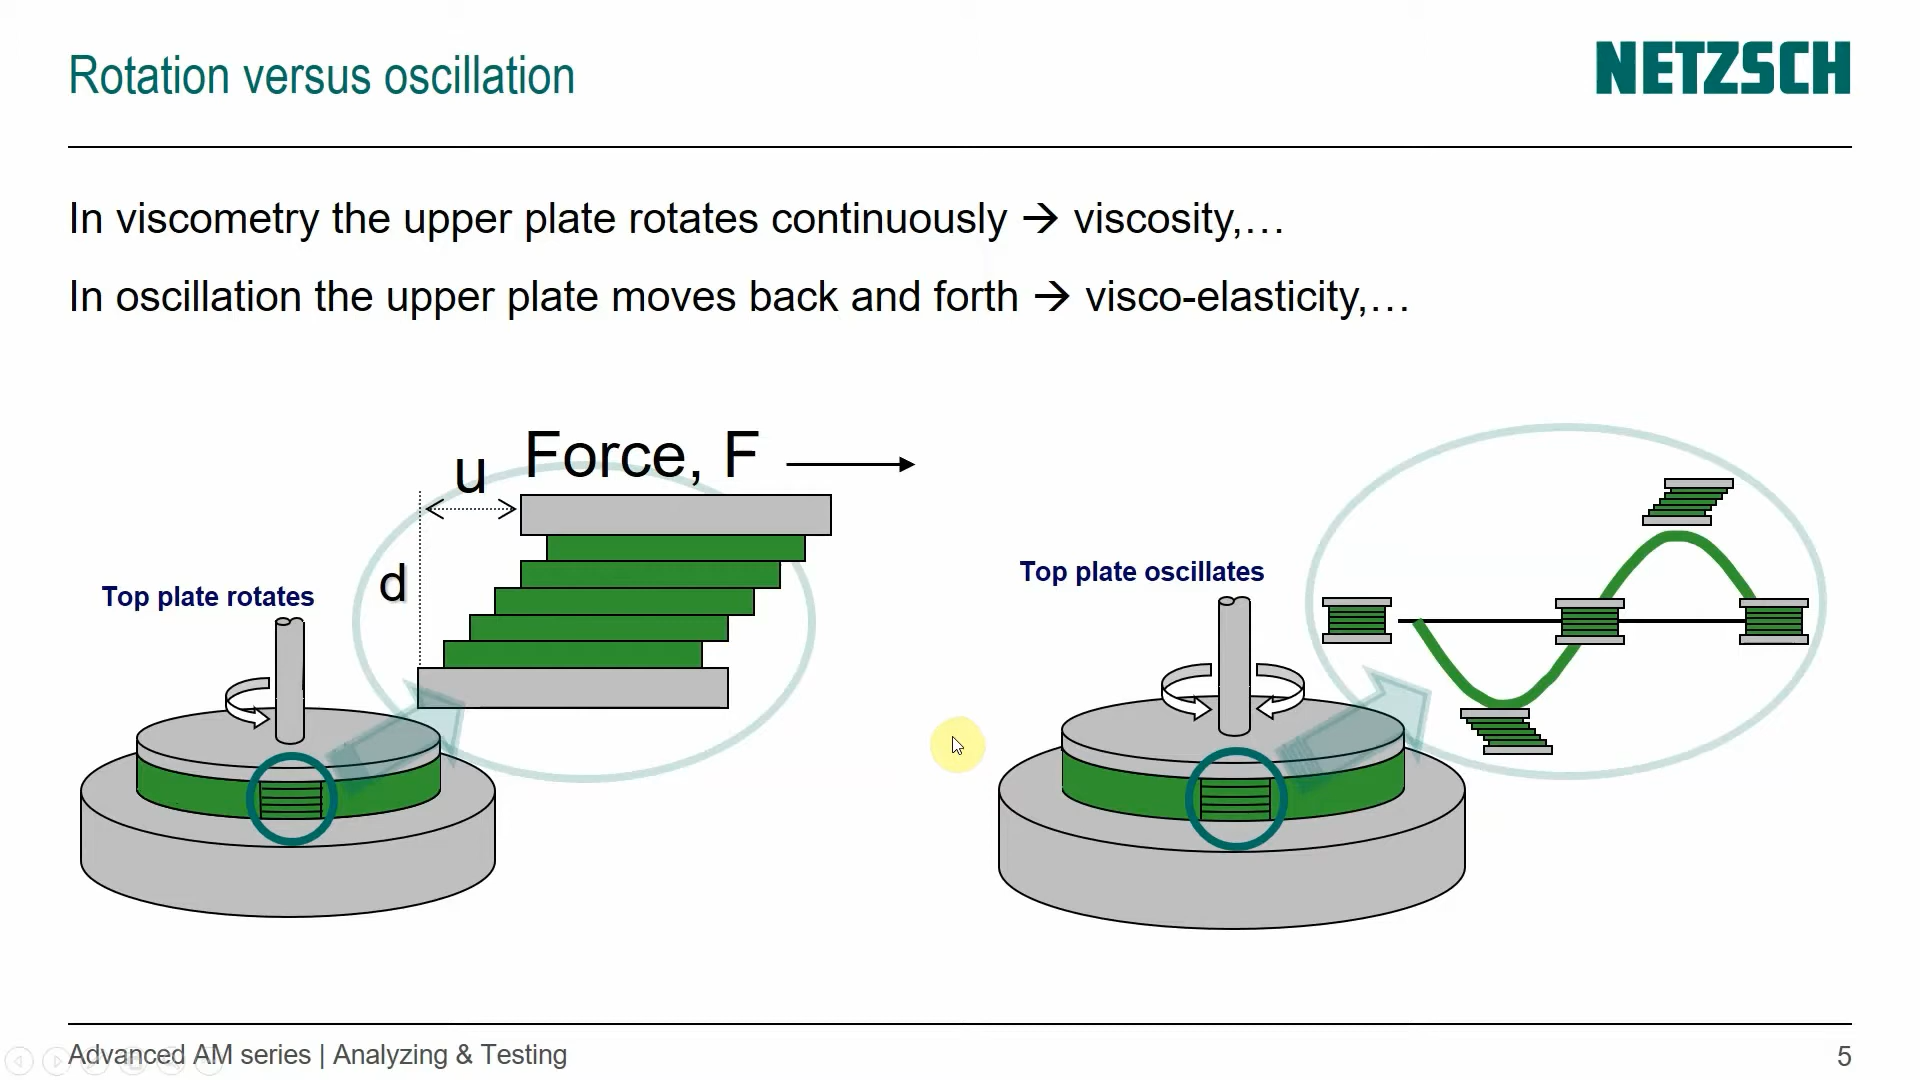 Rotation versus oscillation
NETZSCH
In viscometry the upper plate rotates continuously → viscosity,…
In oscillation the upper plate moves back and forth → visco-elasticity,…
u
Force, F
d
Top plate rotates
Top plate oscillates
Advanced AM series | Analyzing & Testing
5